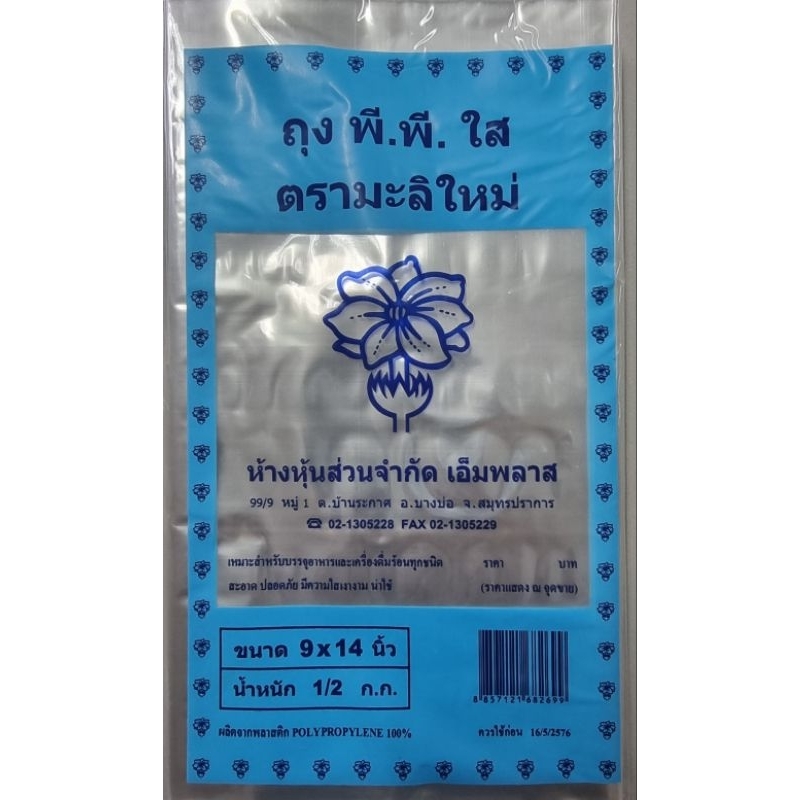 ถุง พี.พี. ใส
ตรามะลิใหม่
ห้างหุ้นส่วนจำกัด เอ็มพลาส
99/9 หมู่ 1 ต.บ้านระกาศ อ.บางบ่อ จ.สมุทรปราการ
☎ 02-1305228 FAX 02-1305229
เหมาะสำหรับบรรจุอาหารและเครื่องดื่มร้อนทุกชนิด ราคา บาท
สะอาด ปลอดภัย มีความใสเงางาม น่าใช้ (ราคาแสดง ณ จุดขาย)
ขนาด 9x14 นิ้ว
น้ำหนัก 1/2 ก.ก.
8 857121 682699
ผลิตจากพลาสติก POLYPROPYLENE 100% ควรใช้ก่อน 16/5/2576